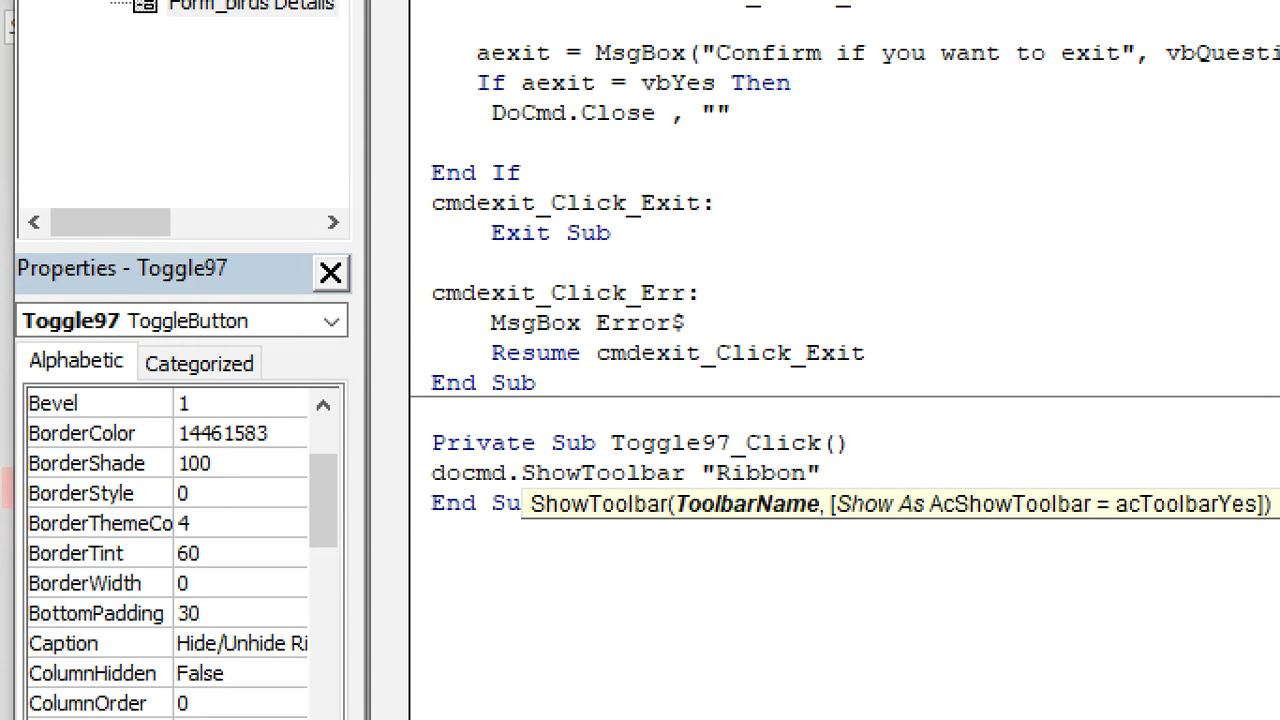 Form_birds Details
Properties - Toggle97
Toggle97 ToggleButton
Alphabetic
Categorized
Bevel 1
BorderColor 14461583
BorderShade 100
BorderStyle 0
BorderThemeCo 4
BorderTint 60
BorderWidth 0
BottomPadding 30
Caption Hide/Unhide Ri
ColumnHidden False
ColumnOrder 0
aexit = MsgBox("Confirm if you want to exit", vbQuesti
If aexit = vbYes Then
DoCmd.Close , ""
End If
cmdexit_Click_Exit:
Exit Sub
cmdexit_Click_Err:
MsgBox Error$
Resume cmdexit_Click_Exit
End Sub
Private Sub Toggle97_Click()
docmd.ShowToolbar "Ribbon"
End Su
ShowToolbar(ToolbarName, [Show As AcShowToolbar = acToolbarYes])